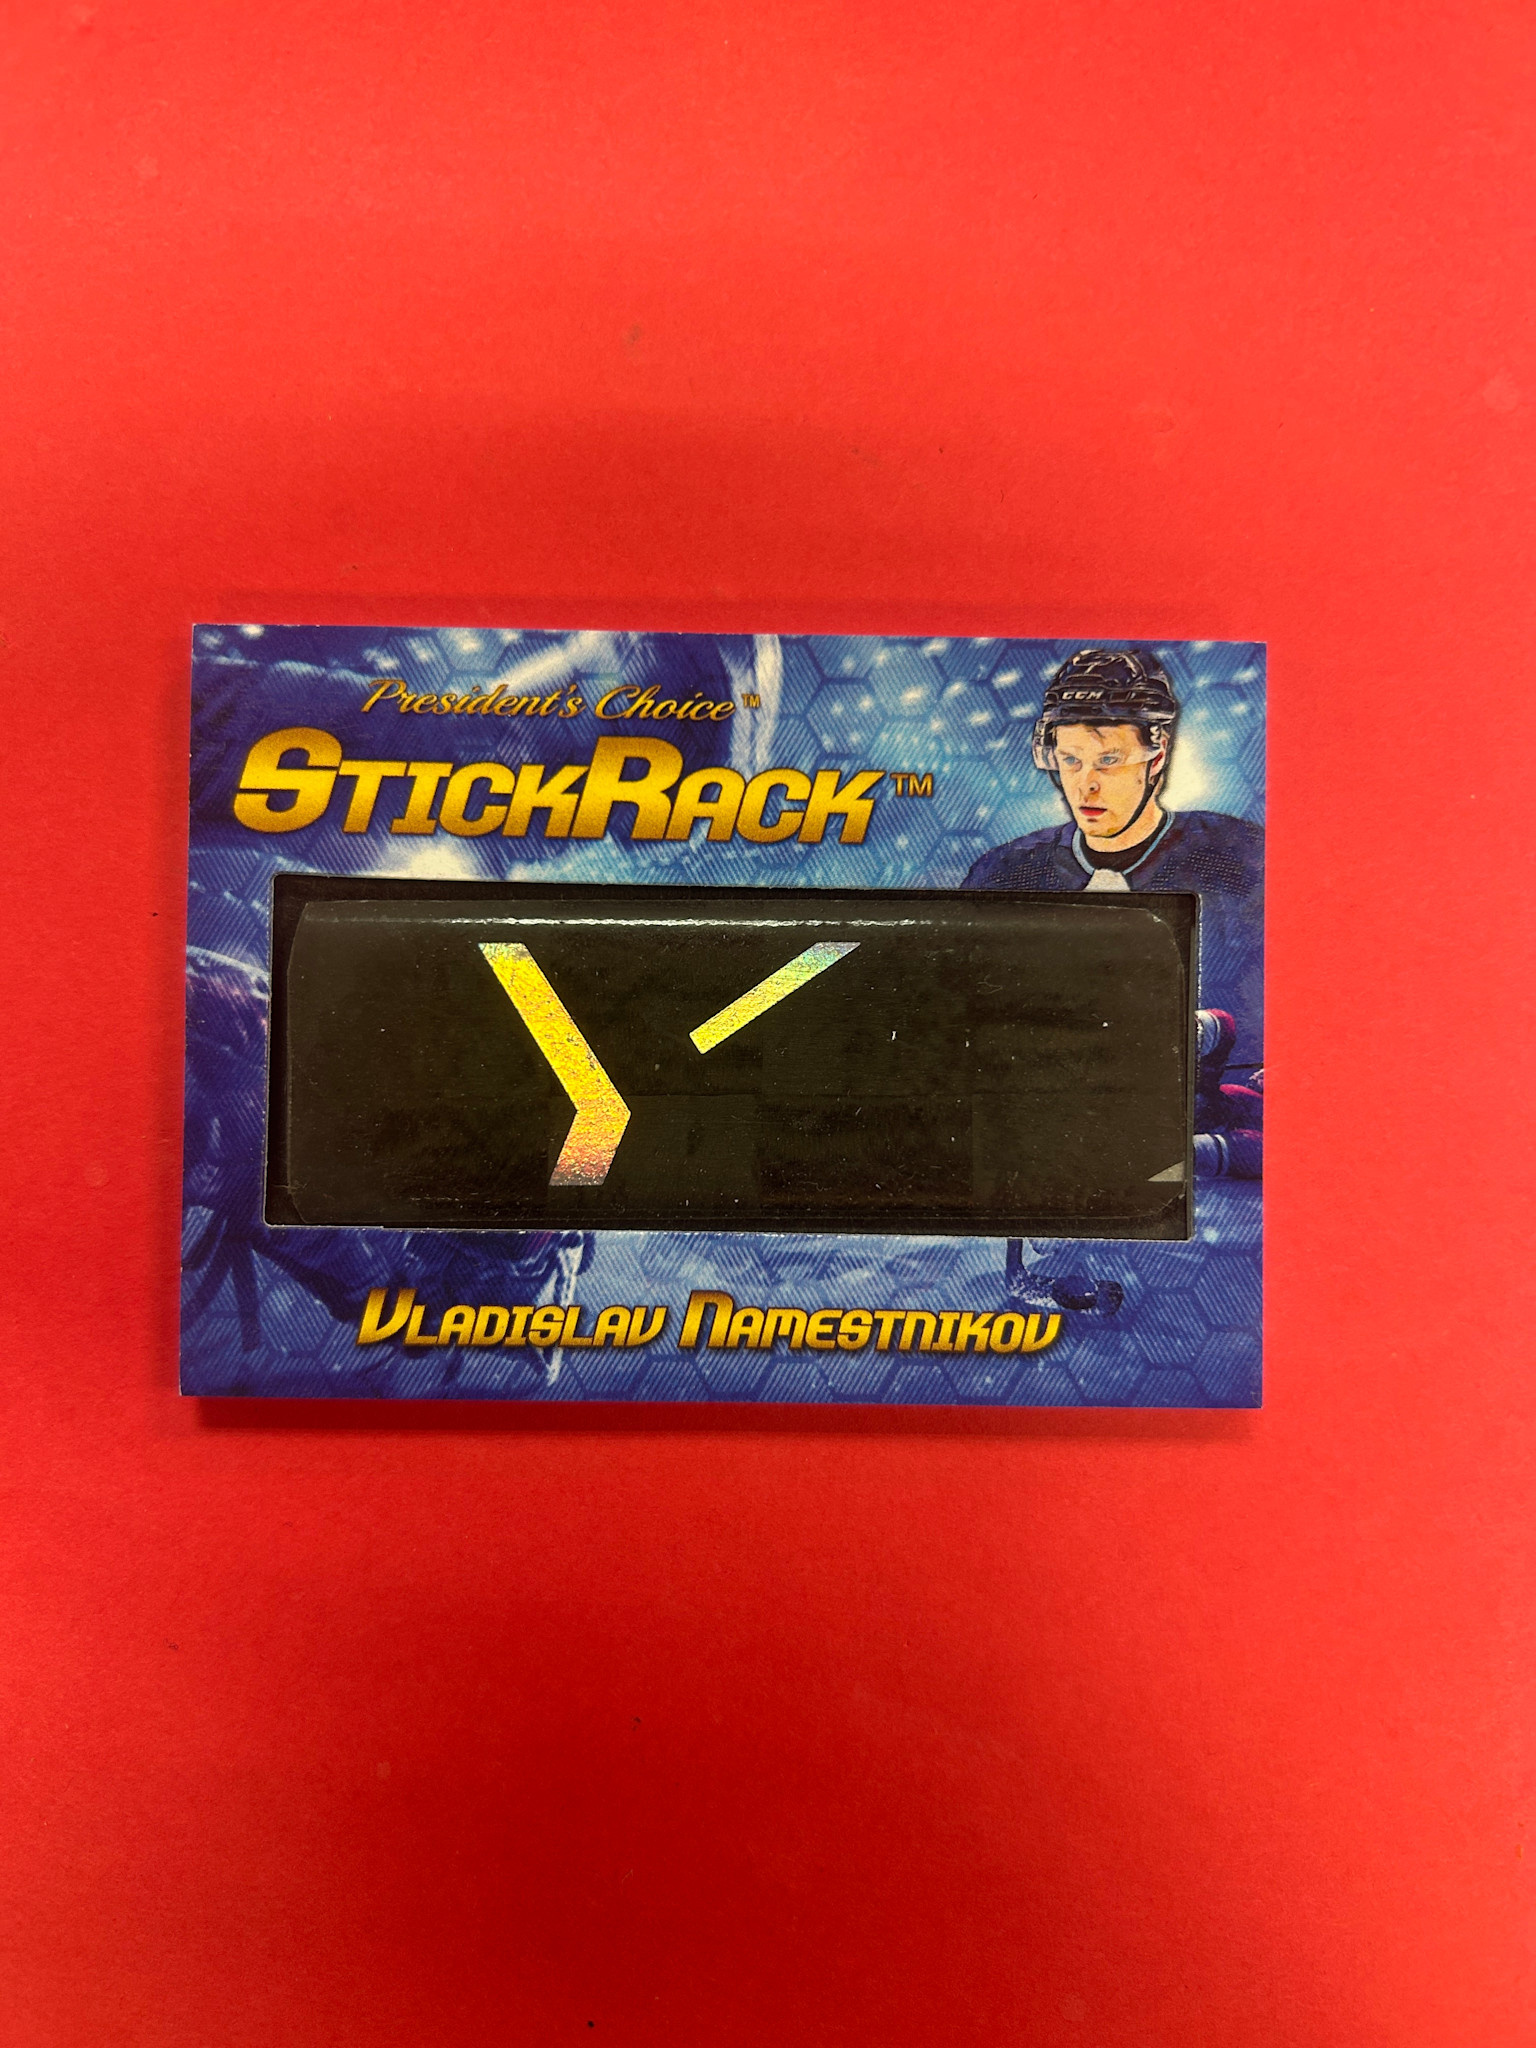 President's Choice™
StickRack™
CCM
Vladislav Namestnikov